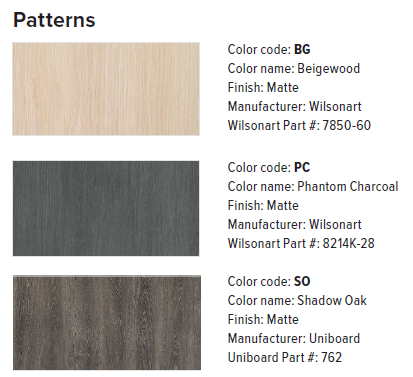 Patterns
Color code: BG
Color name: Beigewood
Finish: Matte
Manufacturer: Wilsonart
Wilsonart Part #: 7850-60
Color code: PC
Color name: Phantom Charcoal
Finish: Matte
Manufacturer: Wilsonart
Wilsonart Part #: 8214K-28
Color code: SO
Color name: Shadow Oak
Finish: Matte
Manufacturer: Uniboard
Uniboard Part #: 762